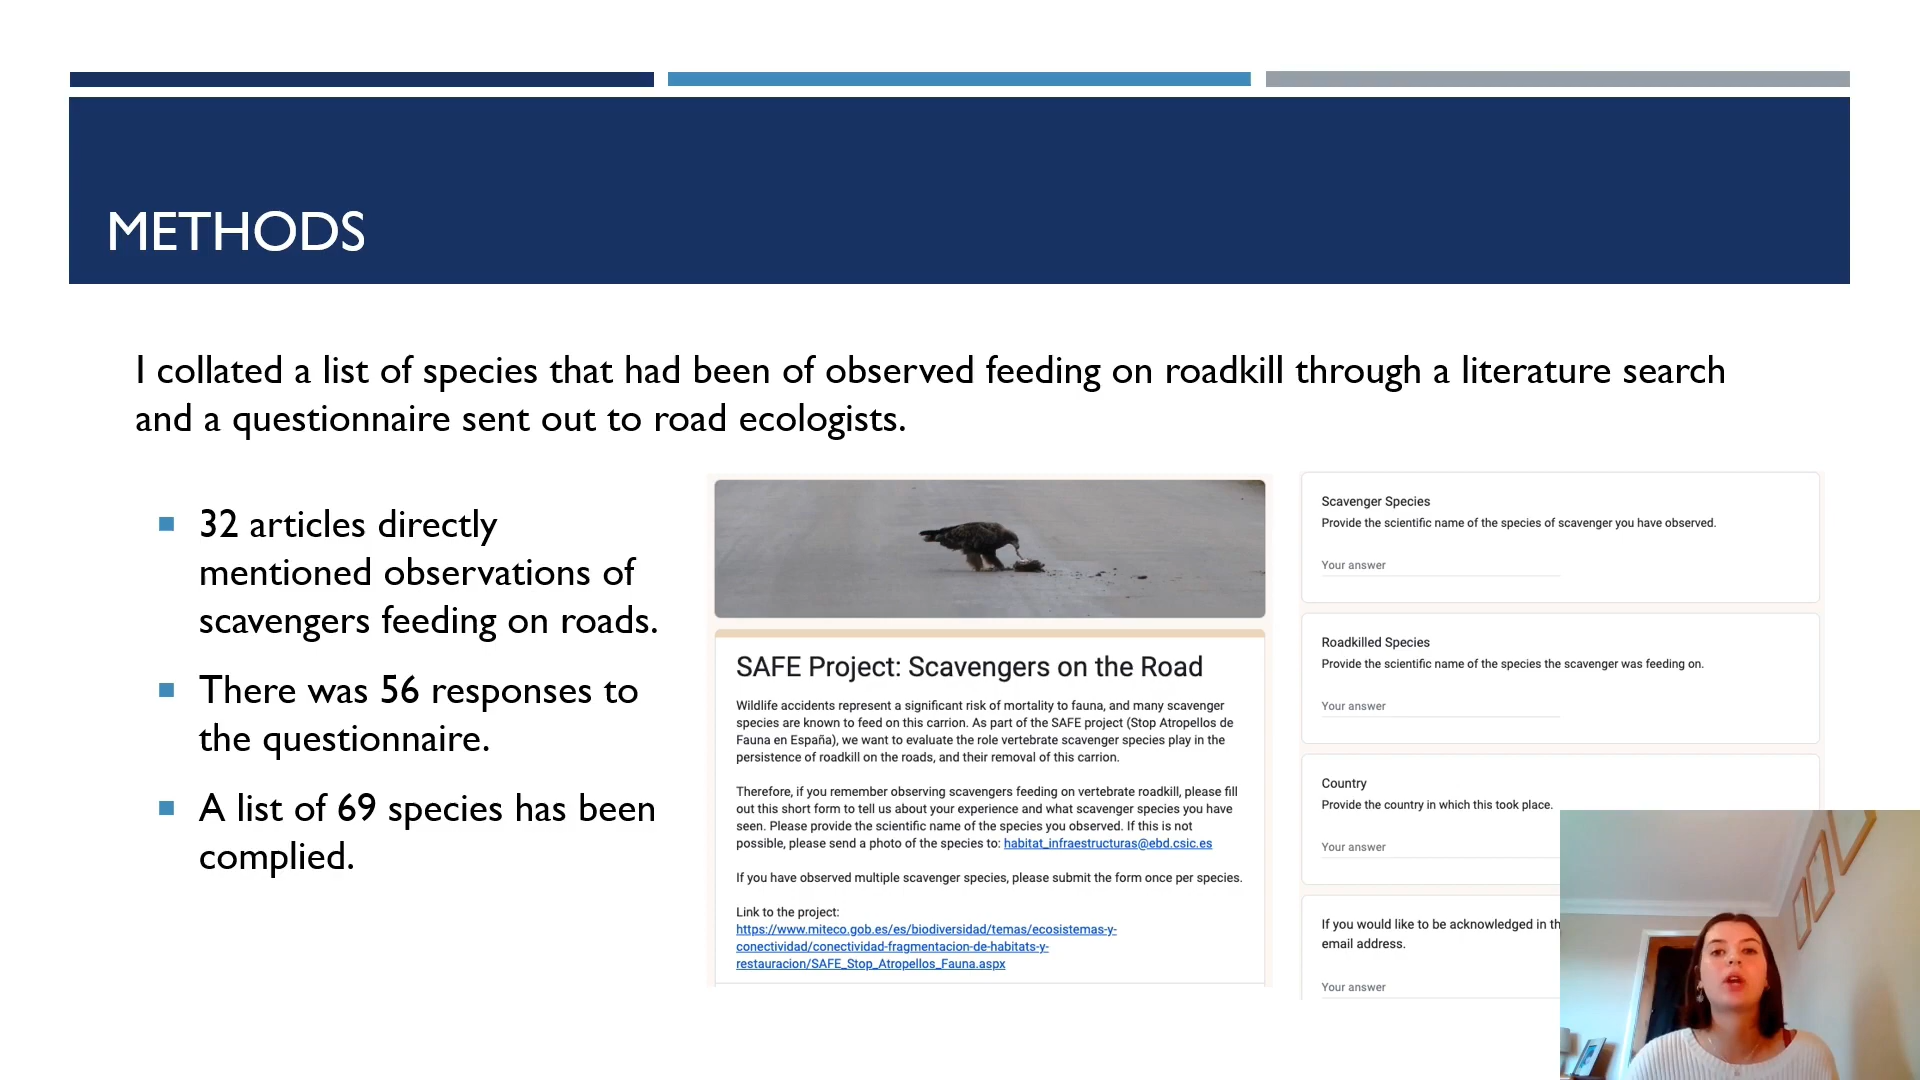 METHODS
I collated a list of species that had been of observed feeding on roadkill through a literature search
and a questionnaire sent out to road ecologists.
32 articles directly
mentioned observations of
scavengers feeding on roads.
There was 56 responses to
the questionnaire.
A list of 69 species has been
complied.
SAFE Project: Scavengers on the Road
Wildlife accidents represent a significant risk of mortality to fauna, and many scavenger
species are known to feed on this carrion. As part of the SAFE project (Stop Atropellos de
Fauna en España), we want to evaluate the role vertebrate scavenger species play in the
persistence of roadkill on the roads, and their removal of this carrion.
Therefore, if you remember observing scavengers feeding on vertebrate roadkill, please fill
out this short form to tell us about your experience and what scavenger species you have
seen. Please provide the scientific name of the species you observed. If this is not
possible, please send a photo of the species to: habitat_infraestructuras@ebd.csic.es
If you have observed multiple scavenger species, please submit the form once per species.
Link to the project:
https://www.miteco.gob.es/es/biodiversidad/temas/ecosistemas-y-
conectividad/conectividad-fragmentacion-de-habitats-y-
restauracion/SAFE_Stop_Atropellos_Fauna.aspx
Scavenger Species
Provide the scientific name of the species of scavenger you have observed.
Your answer
Roadkilled Species
Provide the scientific name of the species the scavenger was feeding on.
Your answer
Country
Provide the country in which this took place.
Your answer
If you would like to be acknowledged in th
email address.
Your answer